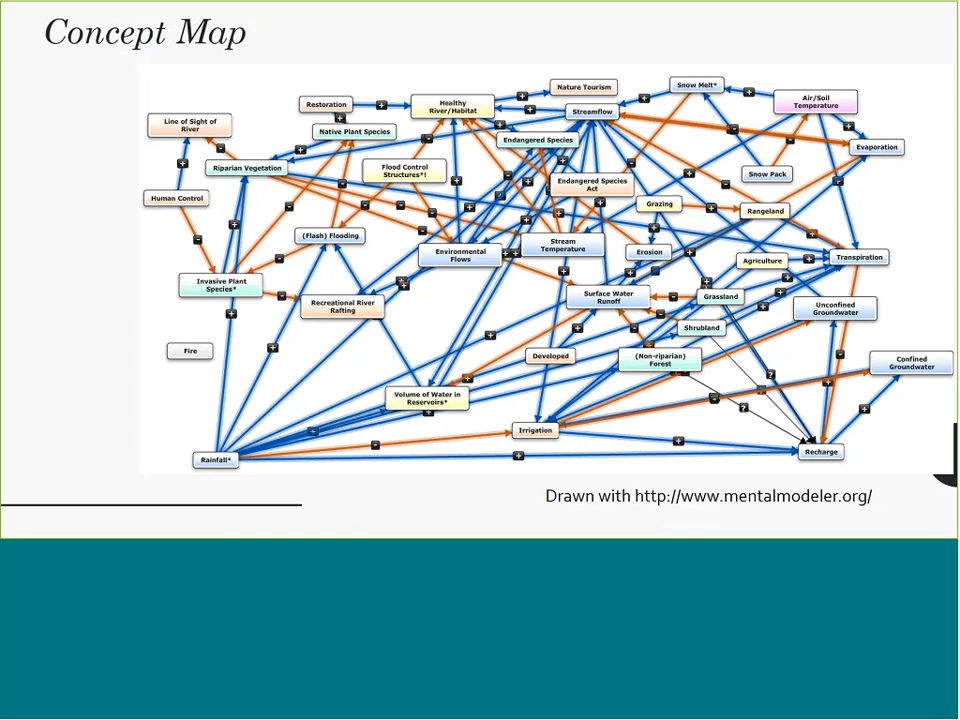 Concept Map
Nature Tourism
Snow Melt*
Restoration
Healthy
River/Habitat
Air/Soil
Temperature
Streamflow
Line of Sight of
River
Native Plant Species
Endangered Species
Evaporation
Riparian Vegetation
Flood Control
Structures*!
Snow Pack
Endangered Species
Act
Human Control
Grazing
Rangeland
(Flash) Flooding
Stream
Temperature
Environmental
Flows
Erosion
Agriculture
Transpiration
Invasive Plant
Species*
Surface Water
Runoff
Grassland
Recreational River
Rafting
Unconfined
Groundwater
Shrubland
Fire
Developed
(Non-riparian)
Forest
Confined
Groundwater
Volume of Water in
Reservoirs*
Irrigation
Rainfall*
Recharge
Drawn with http://www.mentalmodeler.org/